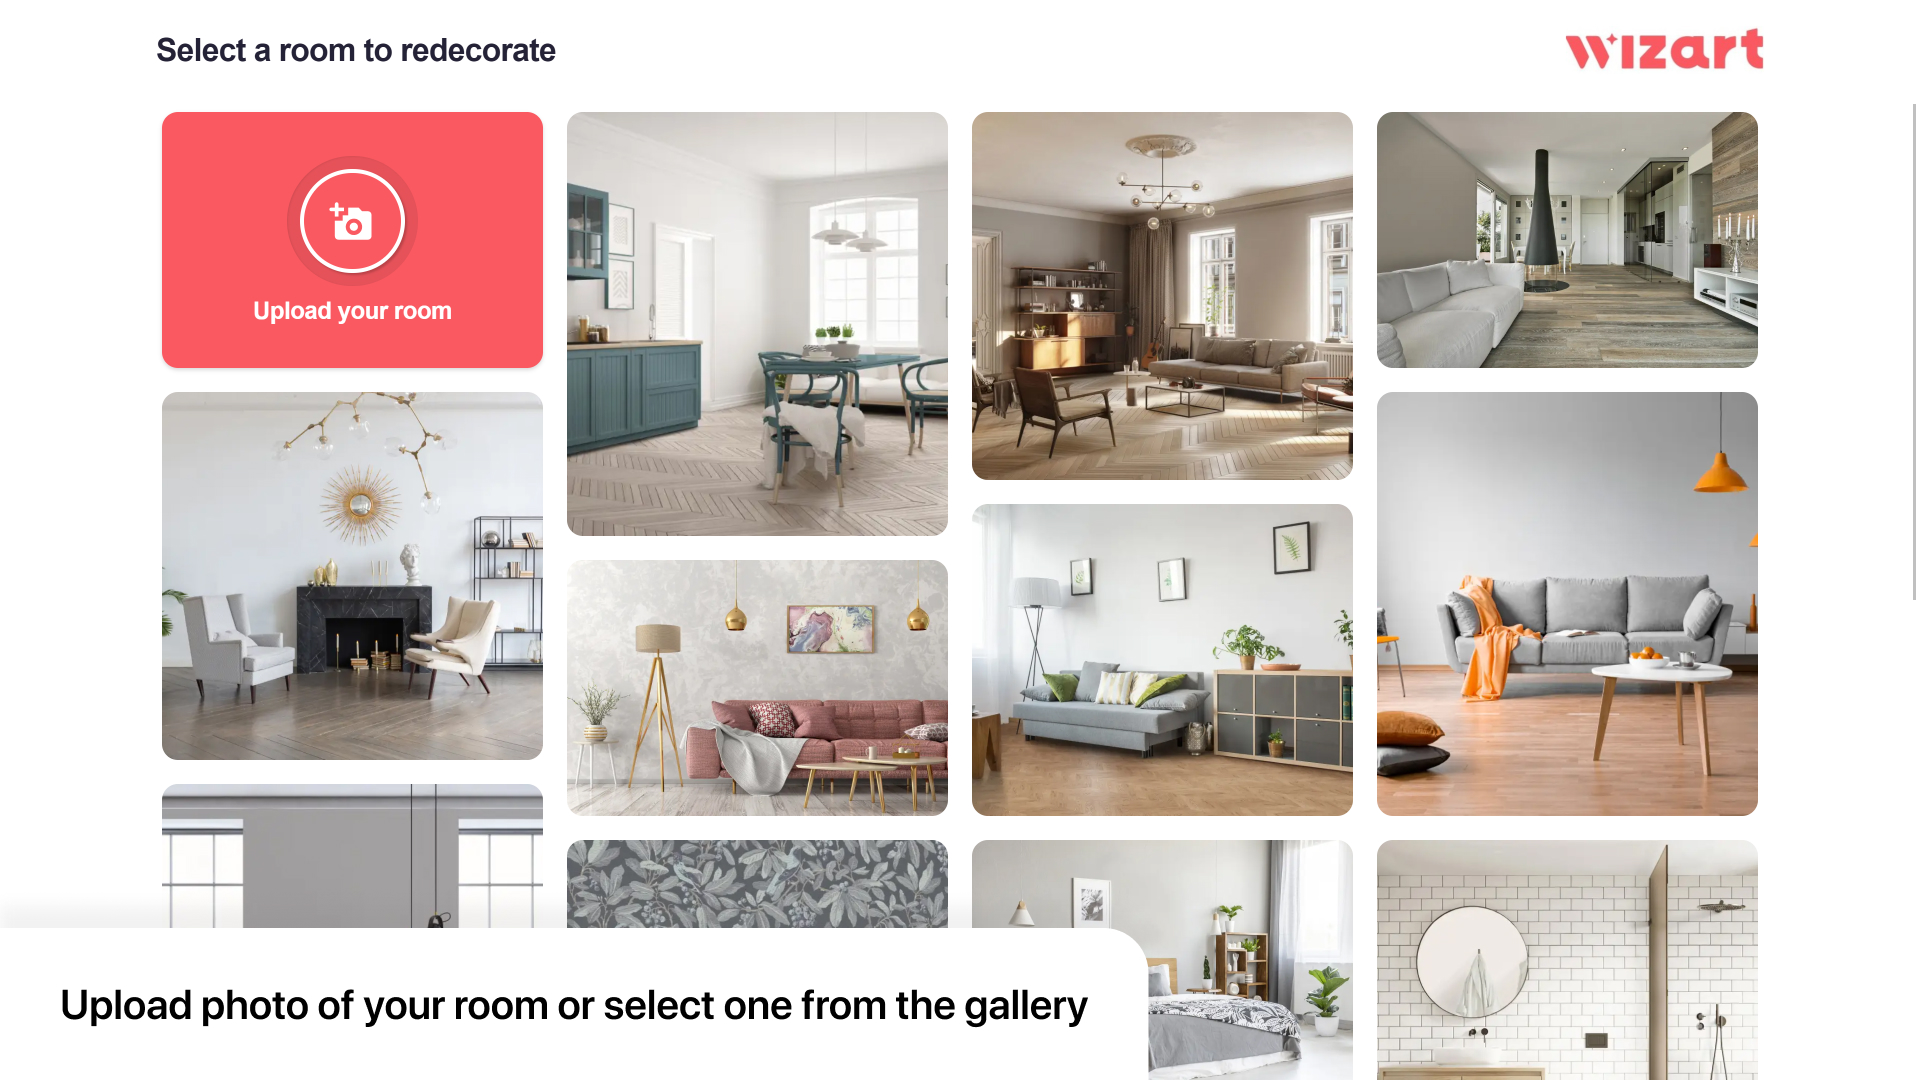 Select a room to redecorate
wizart
Upload your room
Upload photo of your room or select one from the gallery